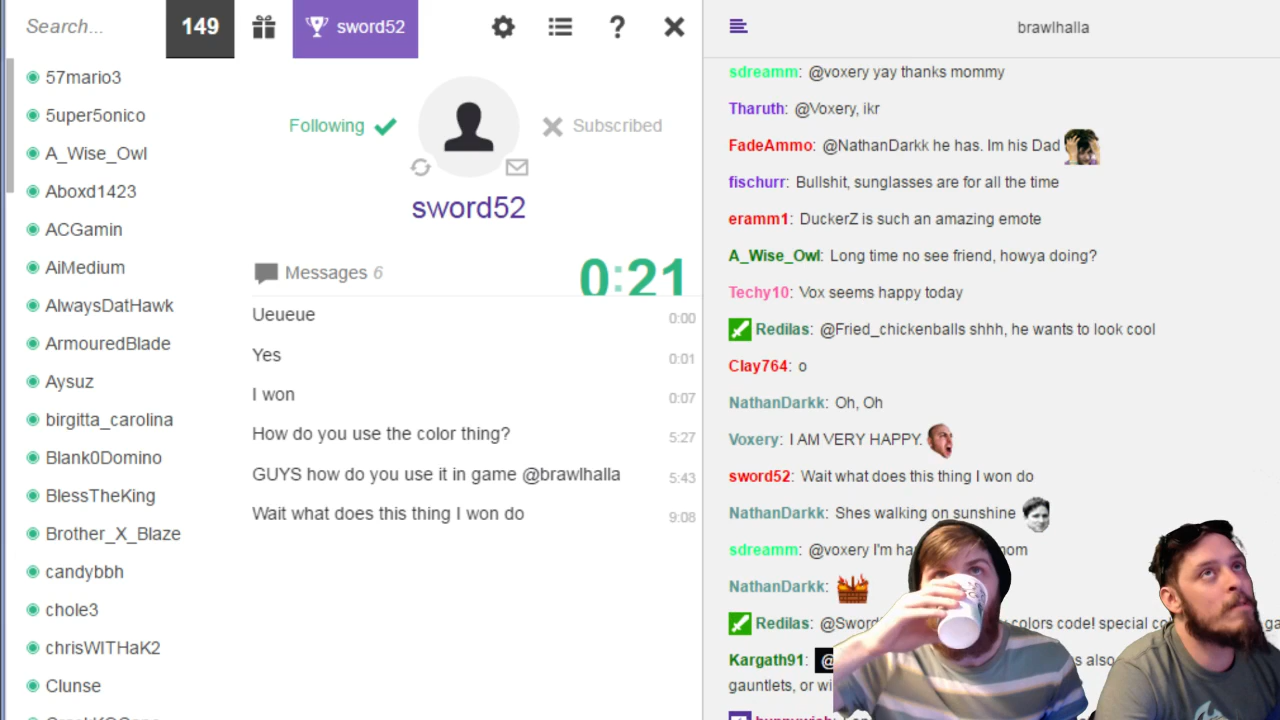 Search...
149
sword52
57mario3
5uper5onico
A_Wise_Owl
Aboxd1423
ACGamin
AiMedium
AlwaysDatHawk
ArmouredBlade
Aysuz
birgitta_carolina
Blank0Domino
BlessTheKing
Brother_X_Blaze
candybbh
chole3
chrisWITHaK2
Clunse
Following
Subscribed
sword52
Messages 6
0:21
Ueueue 0:00
Yes 0:01
I won 0:07
How do you use the color thing? 5:27
GUYS how do you use it in game @brawlhalla 5:43
Wait what does this thing I won do 9:08
brawlhalla
sdreamm: @voxery yay thanks mommy
Tharuth: @Voxery, ikr
FadeAmmo: @NathanDarkk he has. Im his Dad
fischurr: Bullshit, sunglasses are for all the time
eramm1: DuckerZ is such an amazing emote
A_Wise_Owl: Long time no see friend, howya doing?
Techy10: Vox seems happy today
Redilas: @Fried_chickenballs shhh, he wants to look cool
Clay764: o
NathanDarkk: Oh, Oh
Voxery: I AM VERY HAPPY.
sword52: Wait what does this thing I won do
NathanDarkk: Shes walking on sunshine
sdreamm: @voxery I'm
NathanDarkk:
Redilas: colors code! special
Kargath91: @ also
gauntlets, or